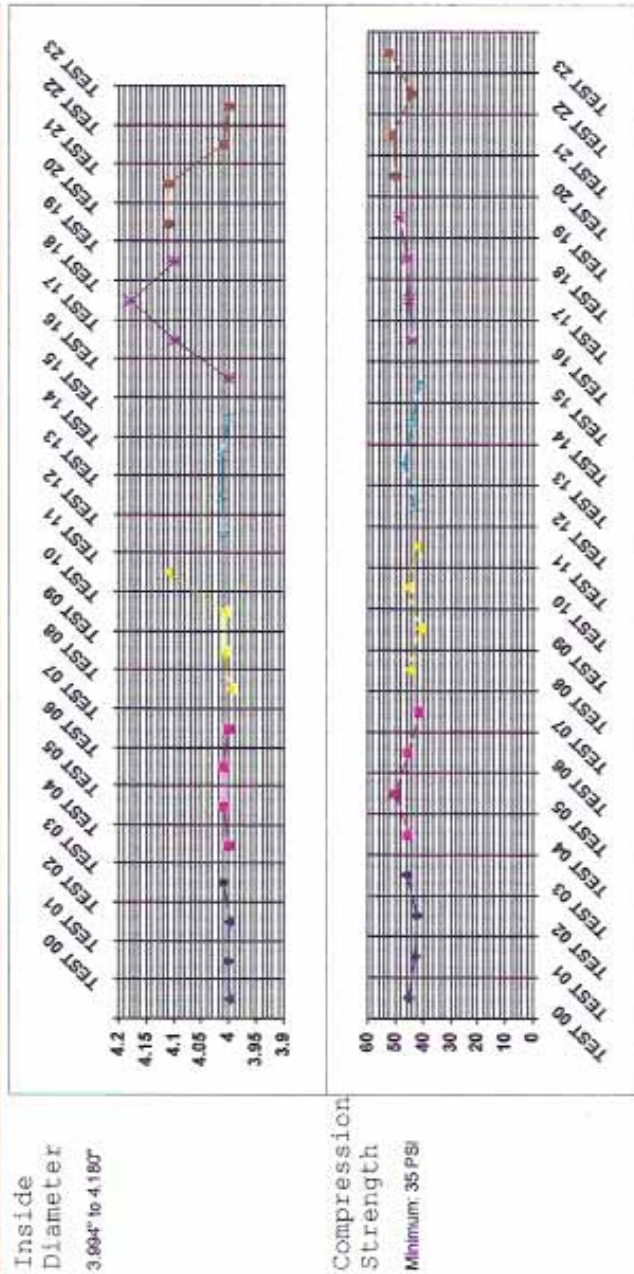 Inside
Diameter
3.994" to 4.180"
4.2
4.15
4.1
4.05
4
3.95
3.9
TEST 00
TEST 01
TEST 02
TEST 03
TEST 04
TEST 05
TEST 06
TEST 07
TEST 08
TEST 09
TEST 10
TEST 11
TEST 12
TEST 13
TEST 14
TEST 15
TEST 16
TEST 17
TEST 18
TEST 19
TEST 20
TEST 21
TEST 22
TEST 23
Compression
Strength
Minimum: 35 PSI
60
50
40
30
20
10
0
TEST 00
TEST 01
TEST 02
TEST 03
TEST 04
TEST 05
TEST 06
TEST 07
TEST 08
TEST 09
TEST 10
TEST 11
TEST 12
TEST 13
TEST 14
TEST 15
TEST 16
TEST 17
TEST 18
TEST 19
TEST 20
TEST 21
TEST 22
TEST 23